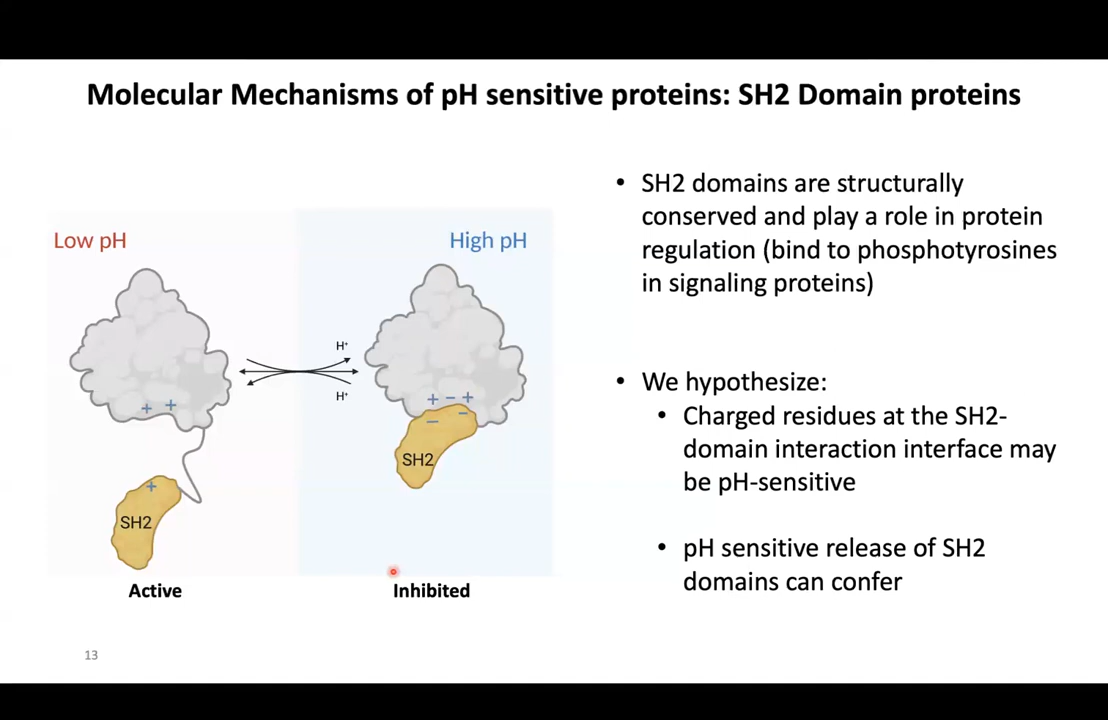 Molecular Mechanisms of pH sensitive proteins: SH2 Domain proteins
Low pH
High pH
H⁺
H⁺
+ +
+ − +
−
−
SH2
+
SH2
Active
Inhibited
• SH2 domains are structurally
conserved and play a role in protein
regulation (bind to phosphotyrosines
in signaling proteins)
• We hypothesize:
• Charged residues at the SH2-
domain interaction interface may
be pH-sensitive
• pH sensitive release of SH2
domains can confer
13